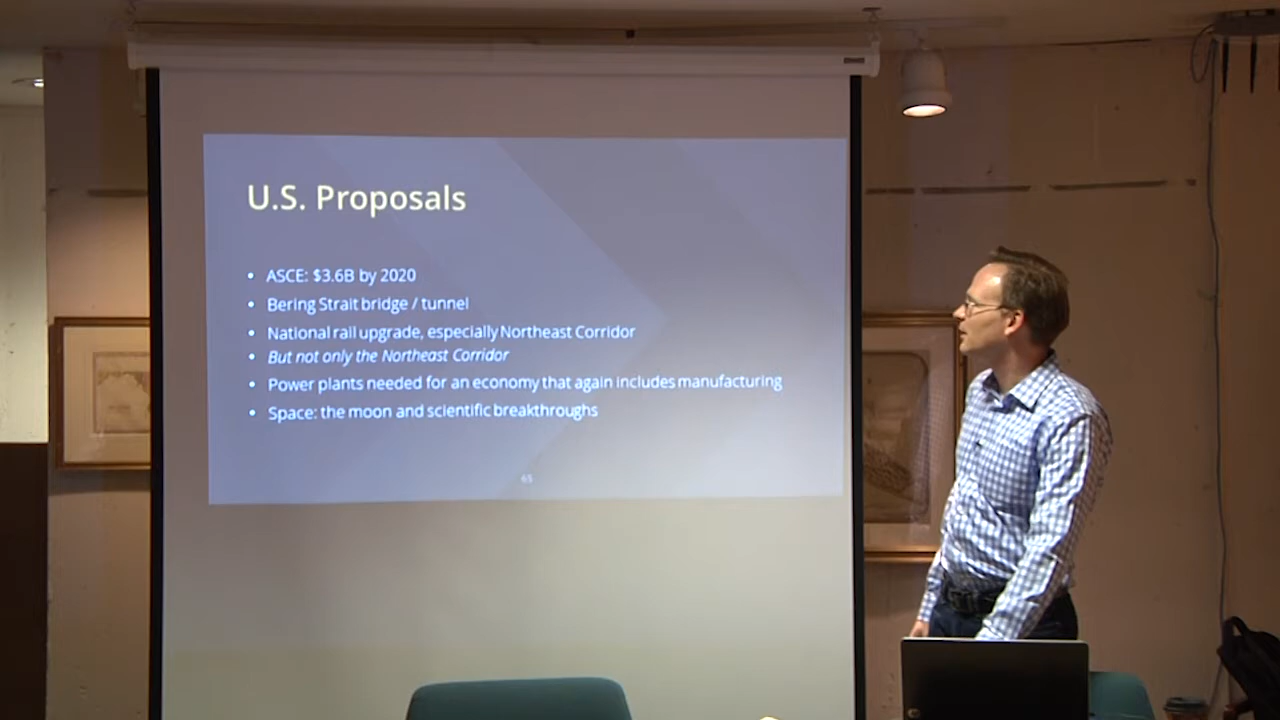 U.S. Proposals
• ASCE: $3.6B by 2020
• Bering Strait bridge / tunnel
• National rail upgrade, especially Northeast Corridor
• But not only the Northeast Corridor
• Power plants needed for an economy that again includes manufacturing
• Space: the moon and scientific breakthroughs